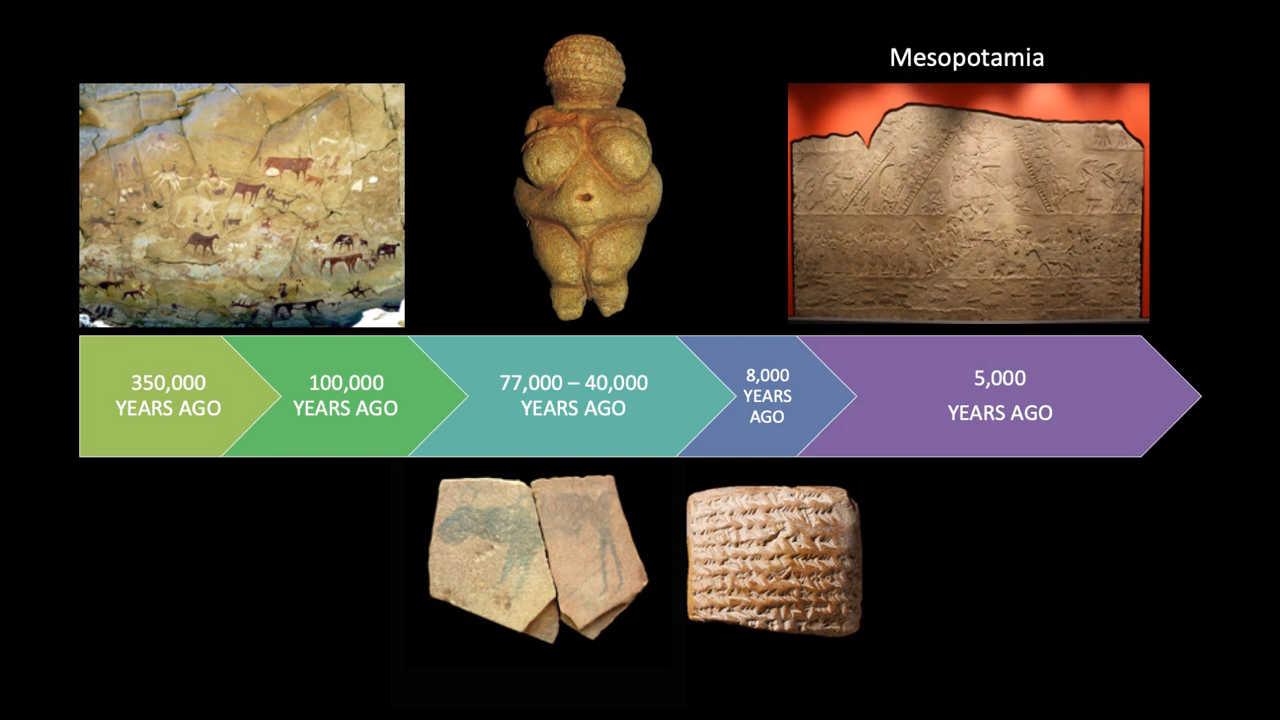 Mesopotamia
350,000
YEARS AGO
100,000
YEARS AGO
77,000 – 40,000
YEARS AGO
8,000
YEARS
AGO
5,000
YEARS AGO